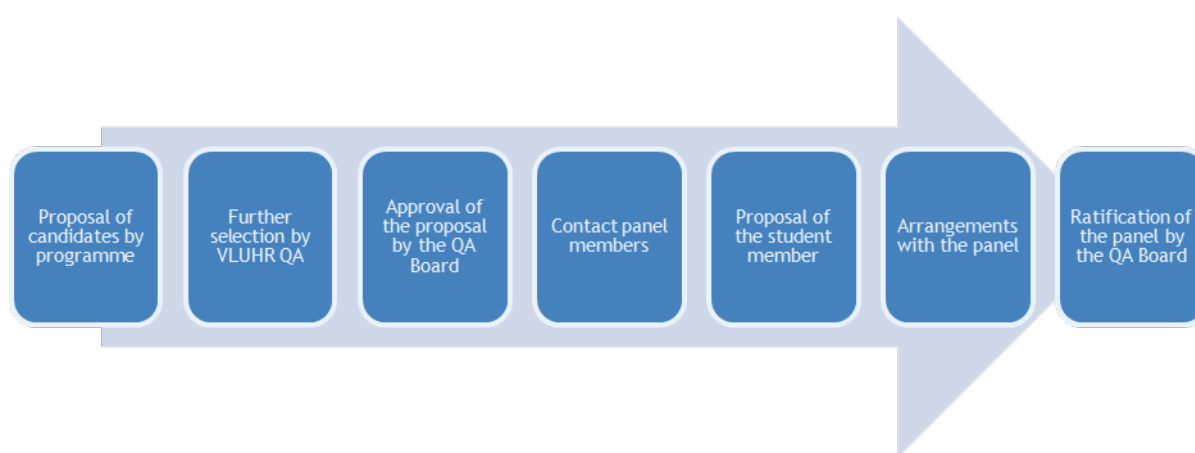 Proposal of
candidates by
programme
Further
selection by
VLUHR QA
Approval of
the proposal
by the QA
Board
Contact panel
members
Proposal of
the student
member
Arrangements
with the panel
Ratification of
the panel by
the QA Board